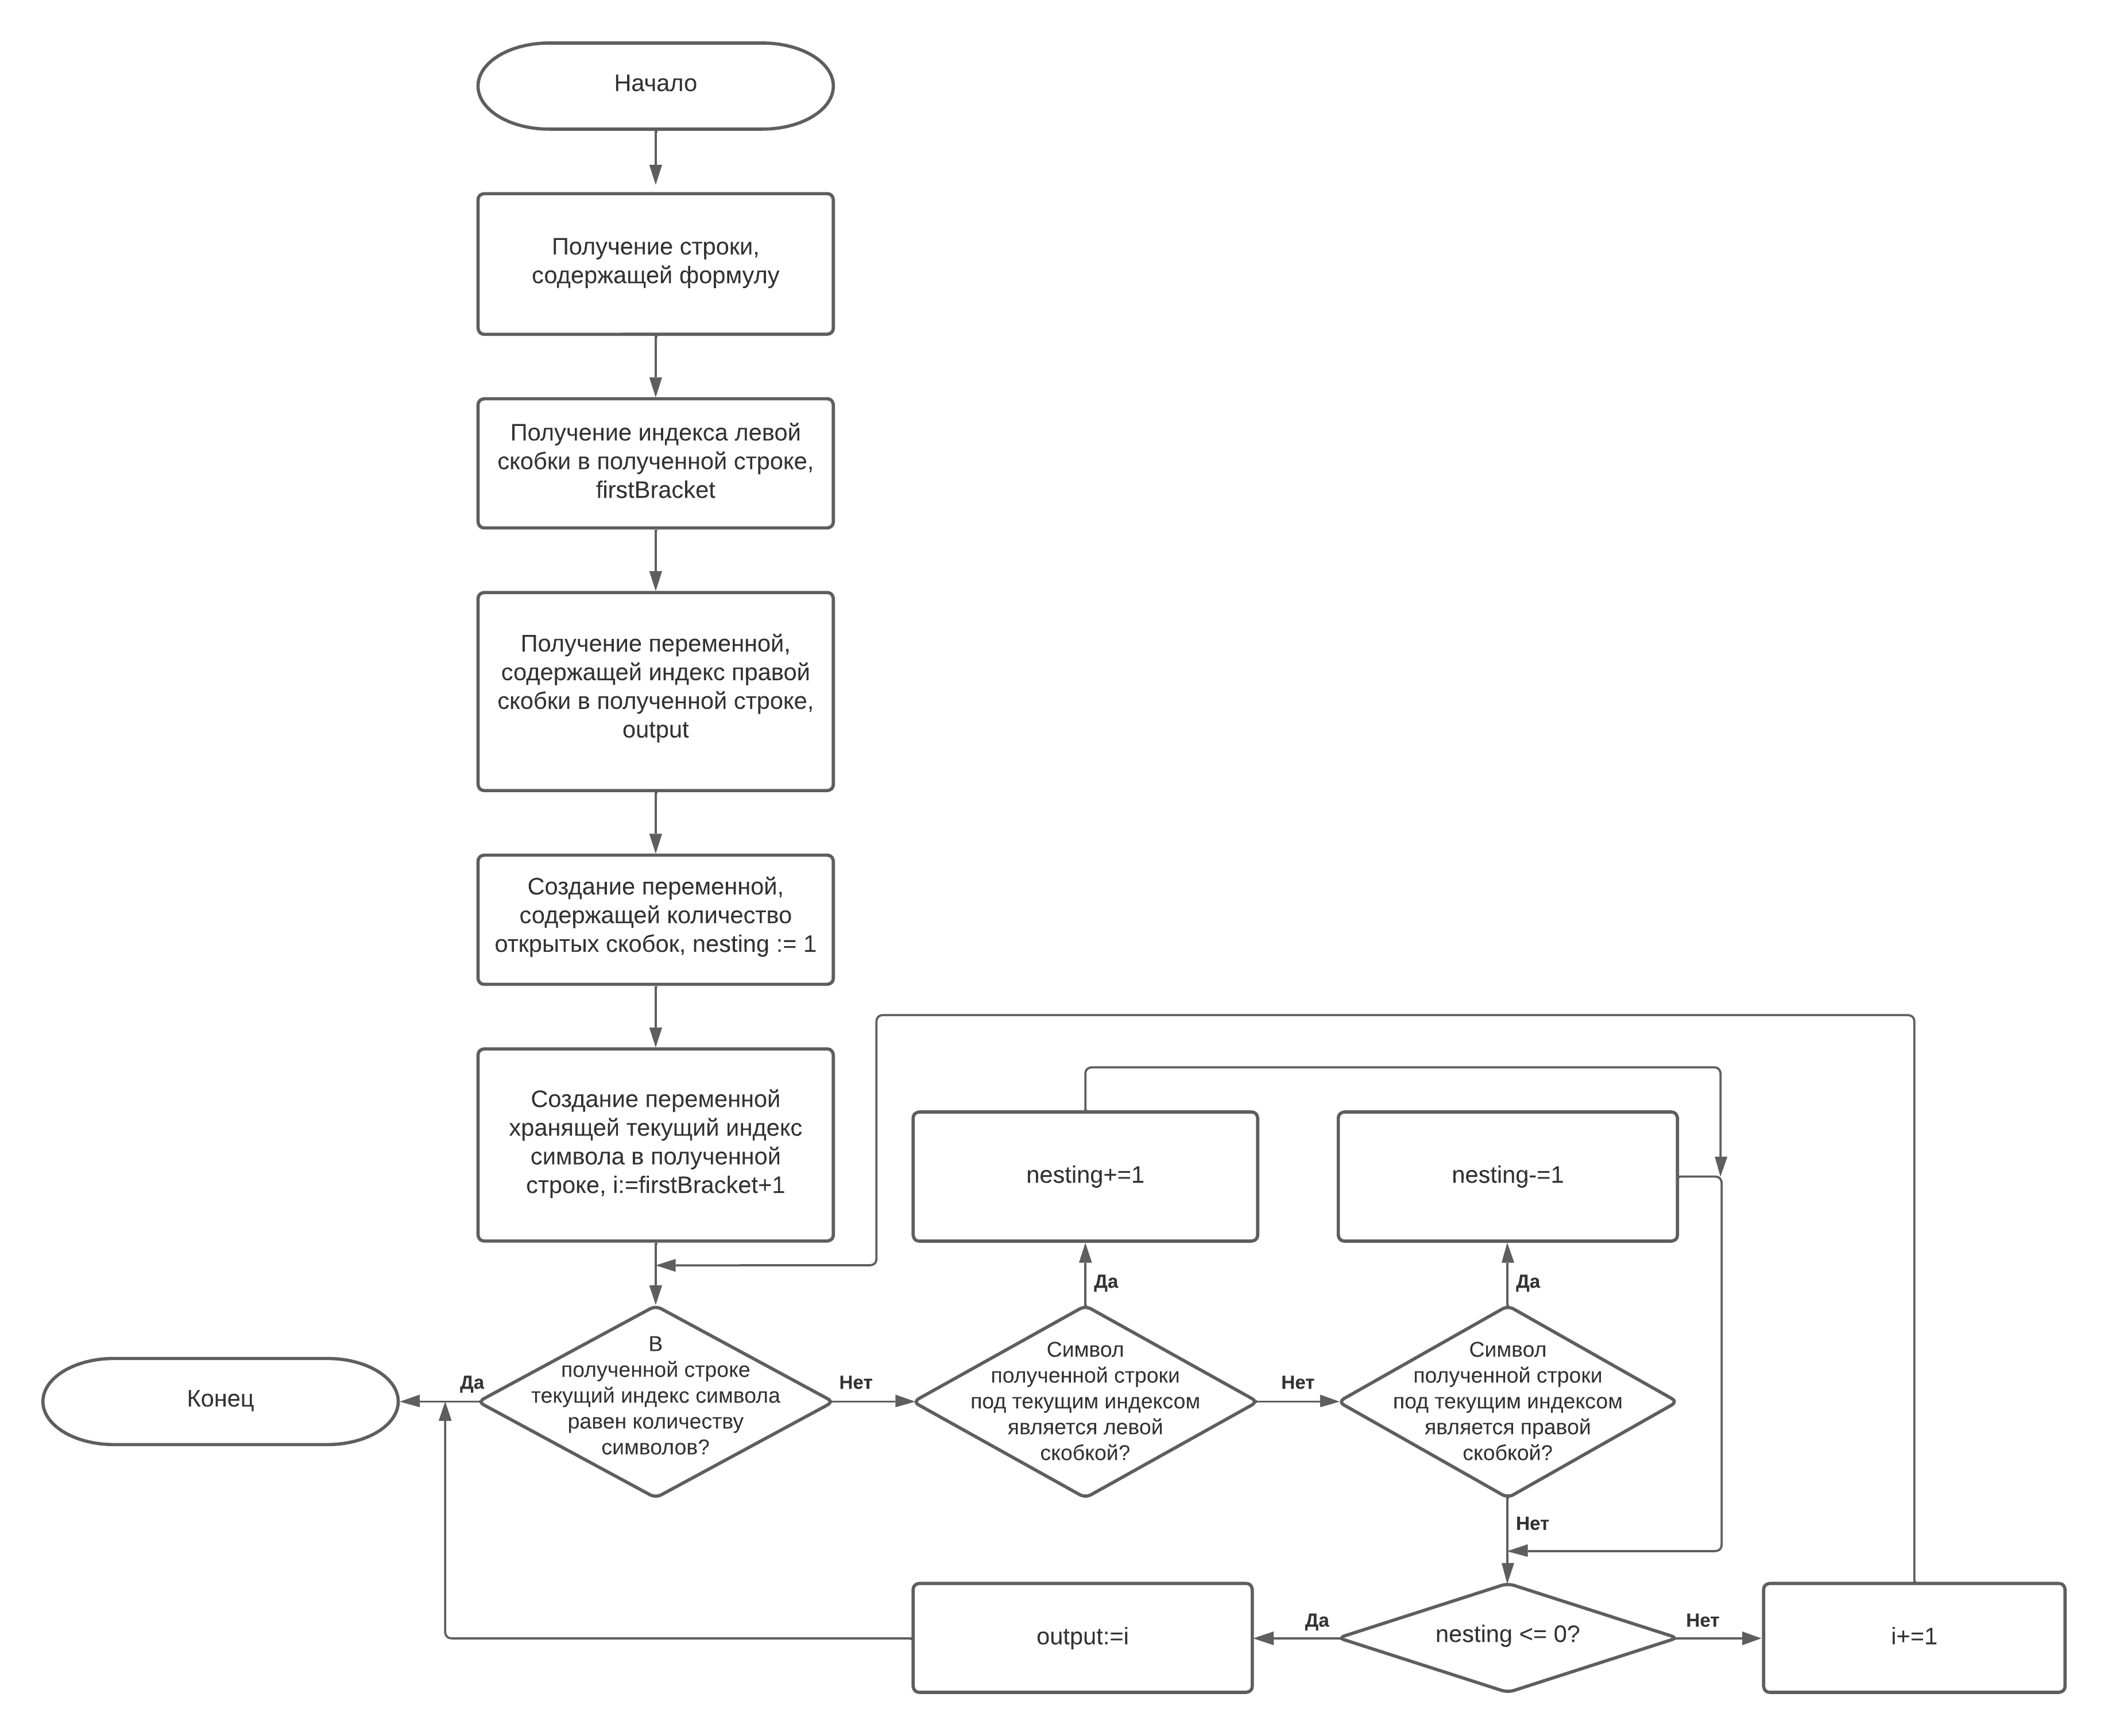 Начало
Получение строки,
содержащей формулу
Получение индекса левой
скобки в полученной строке,
firstBracket
Получение переменной,
содержащей индекс правой
скобки в полученной строке,
output
Создание переменной,
содержащей количество
открытых скобок, nesting := 1
Создание переменной
хранящей текущий индекс
символа в полученной
строке, i:=firstBracket+1
nesting+=1
nesting-=1
Да
Да
Конец
Да
В
полученной строке
текущий индекс символа
равен количеству
символов?
Нет
Символ
полученной строки
под текущим индексом
является левой
скобкой?
Нет
Символ
полученной строки
под текущим индексом
является правой
скобкой?
Нет
output:=i
Да
nesting <= 0?
Нет
i+=1